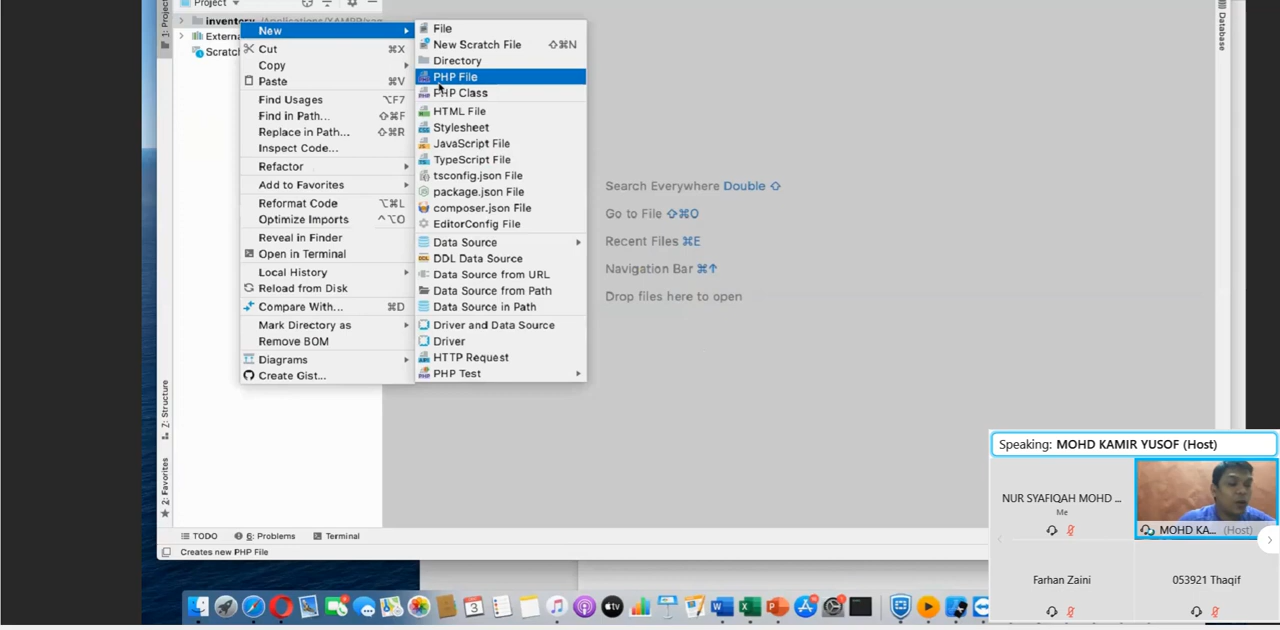 1: Project
Project
inventory /Applications/XAMPP/xam
Extern
Scratc
New
Cut ⌘X
Copy
Paste ⌘V
Find Usages ⌥F7
Find in Path... ⇧⌘F
Replace in Path... ⇧⌘R
Inspect Code...
Refactor
Add to Favorites
Reformat Code ⌥⌘L
Optimize Imports ^⌥O
Reveal in Finder
Open in Terminal
Local History
Reload from Disk
Compare With... ⌘D
Mark Directory as
Remove BOM
Diagrams
Create Gist...
File
New Scratch File ⇧⌘N
Directory
PHP File
PHP Class
HTML File
Stylesheet
JavaScript File
TypeScript File
tsconfig.json File
package.json File
composer.json File
EditorConfig File
Data Source
DDL Data Source
Data Source from URL
Data Source from Path
Data Source in Path
Driver and Data Source
Driver
HTTP Request
PHP Test
Search Everywhere Double ⇧
Go to File ⇧⌘O
Recent Files ⌘E
Navigation Bar ⌘↑
Drop files here to open
Database
Z: Structure
2: Favorites
TODO
6: Problems
Terminal
Creates new PHP File
Speaking: MOHD KAMIR YUSOF (Host)
NUR SYAFIQAH MOHD ...
Me
MOHD KA... (Host)
Farhan Zaini
053921 Thaqif
3
tv